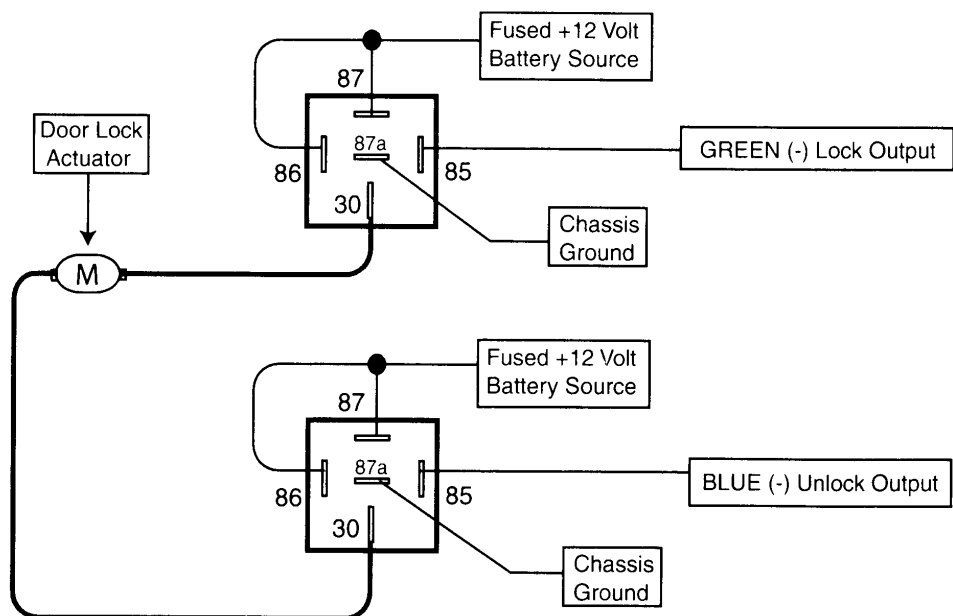 Fused +12 Volt
Battery Source
87
Door Lock
Actuator
87a
86
85
GREEN (-) Lock Output
30
Chassis
Ground
M
Fused +12 Volt
Battery Source
87
87a
86
85
BLUE (-) Unlock Output
30
Chassis
Ground